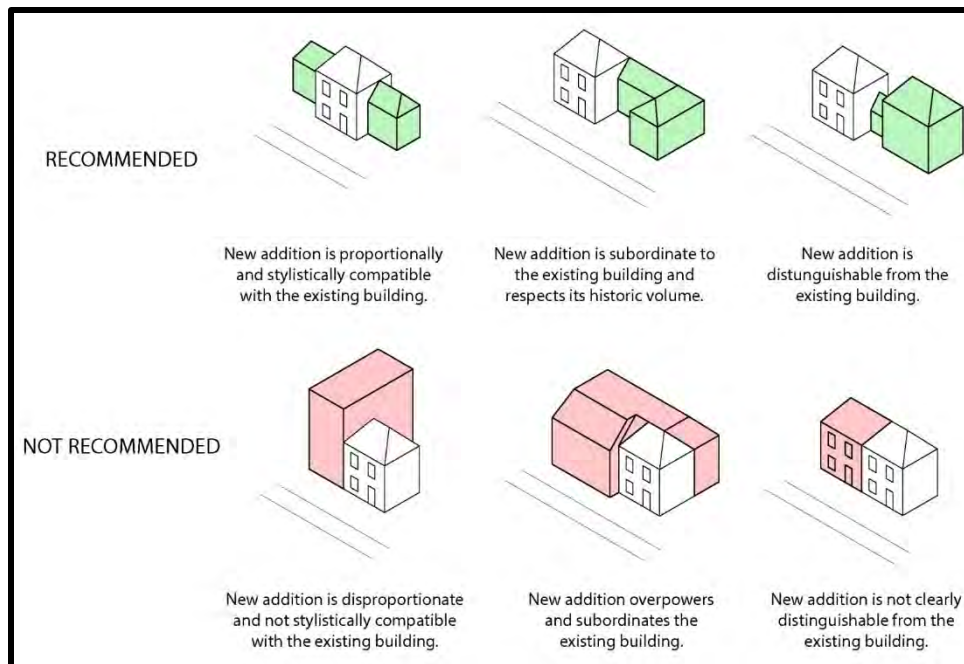 RECOMMENDED
New addition is proportionally
and stylistically compatible
with the existing building.
New addition is subordinate to
the existing building and
respects its historic volume.
New addition is
distunguishable from the
existing building.
NOT RECOMMENDED
New addition is disproportionate
and not stylistically compatible
with the existing building.
New addition overpowers
and subordinates the
existing building.
New addition is not clearly
distinguishable from the
existing building.